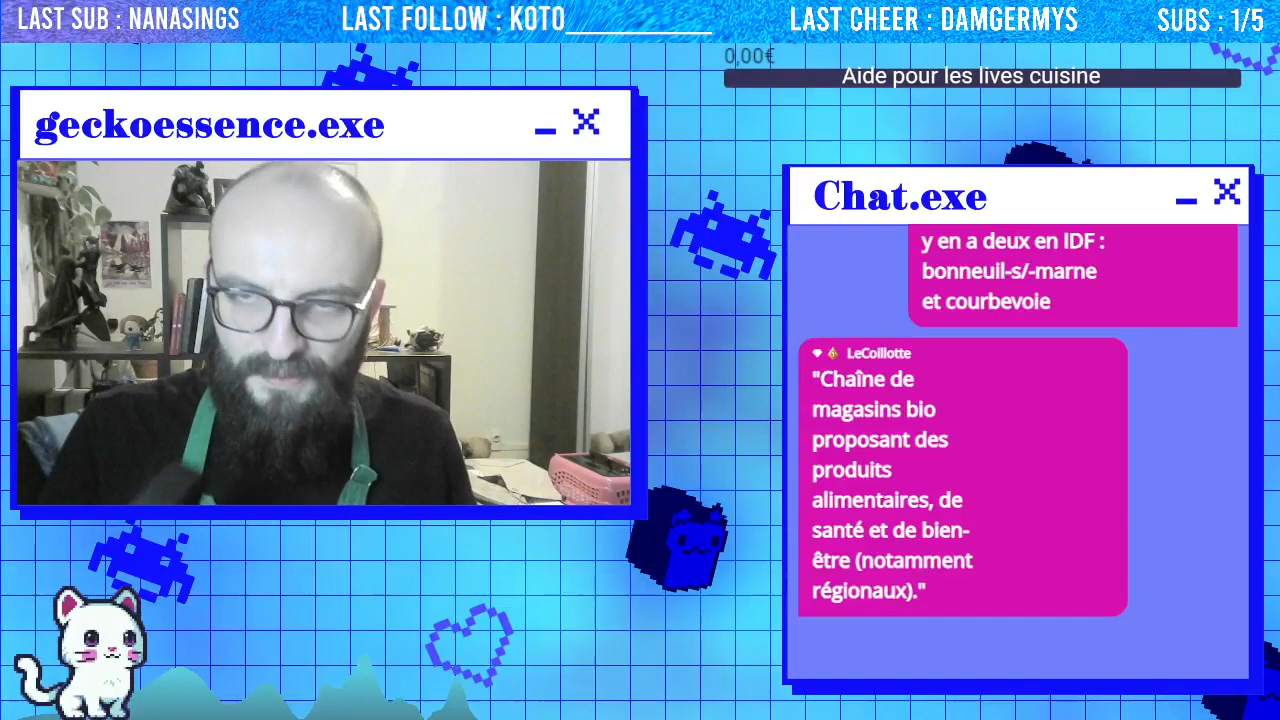 LAST SUB : NANASINGS
LAST FOLLOW : KOTO_______________
LAST CHEER : DAMGERMYS
SUBS : 1/5
0,00€
Aide pour les lives cuisine
geckoessence.exe
Chat.exe
y en a deux en IDF :
bonneuil-s/-marne
et courbevoie
LeCoillotte
"Chaîne de
magasins bio
proposant des
produits
alimentaires, de
santé et de bien-
être (notamment
régionaux)."